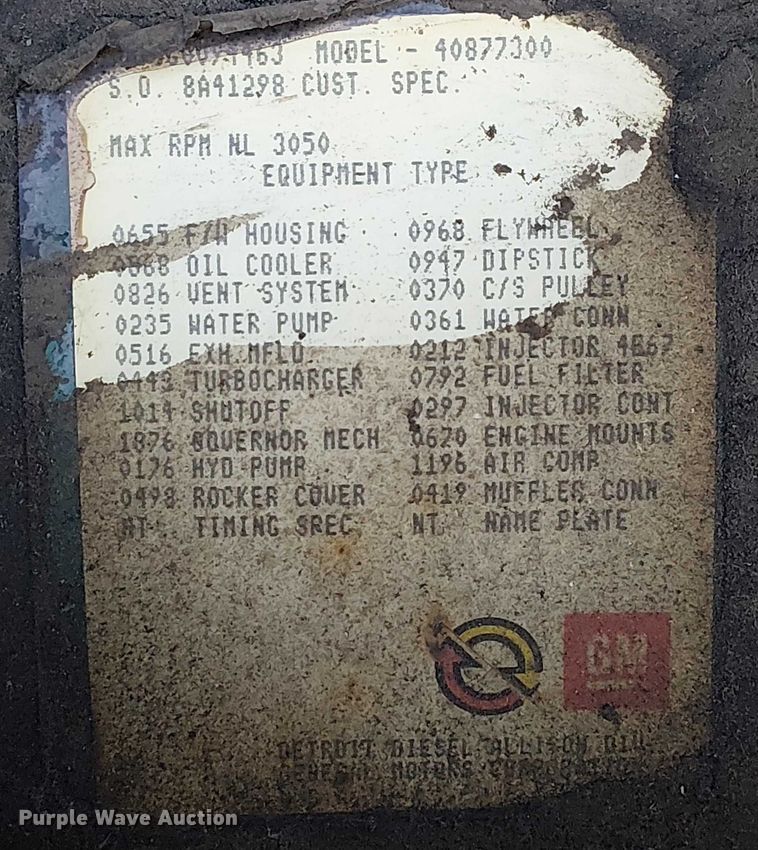 MODEL - 40877300
S.O. 8A41298 CUST. SPEC.
MAX RPM NL 3050
EQUIPMENT TYPE
0655 F/W HOUSING 0968 FLYWHEEL
OIL COOLER 0947 DIPSTICK
0826 VENT SYSTEM 0370 C/S PULLEY
0235 WATER PUMP 0361 WATER CONN
0516 EXH MFLD 0212 INJECTOR
0443 TURBOCHARGER 0792 FUEL FILTER
1014 SHUTOFF 0297 INJECTOR CONT
1876 GOVERNOR MECH 0670 ENGINE MOUNTS
0176 HYD PUMP 1196 AIR COMP
0498 ROCKER COVER 0419 MUFFLER CONN
NT TIMING SPEC NT NAME PLATE
GM
DETROIT DIESEL ALLISON DIV.
GENERAL MOTORS CORPORATION
Purple Wave Auction